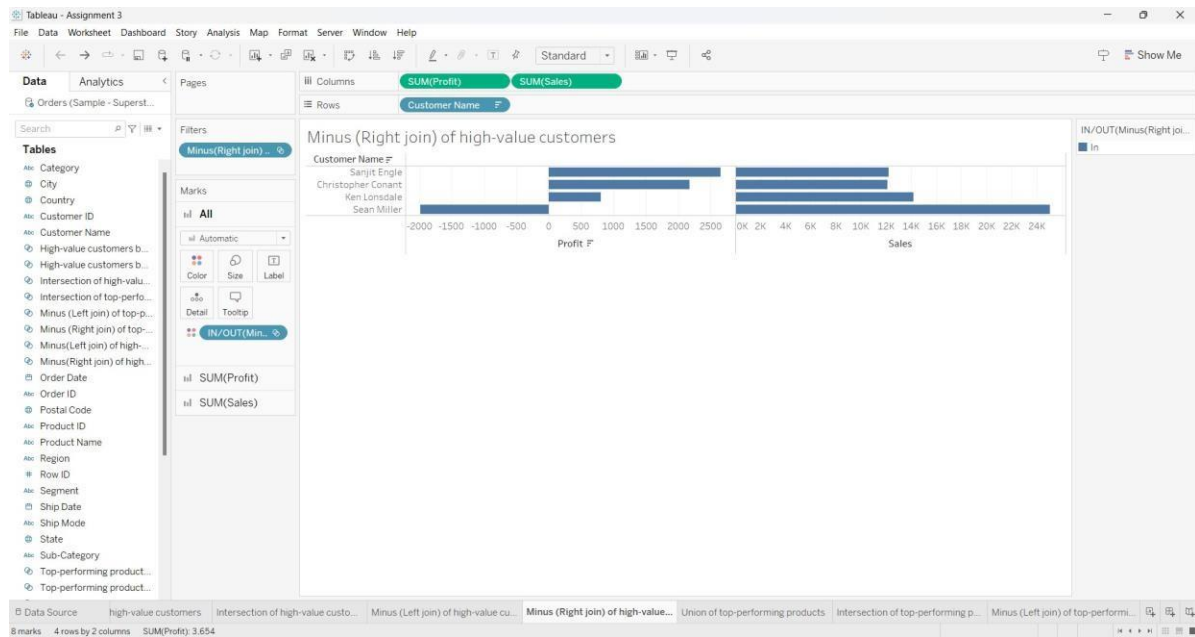 Tableau - Assignment 3
File Data Worksheet Dashboard Story Analysis Map Format Server Window Help
Standard
Show Me
Data Analytics
Orders (Sample - Superst...
Search
Tables
Abc Category
City
Country
Abc Customer ID
Abc Customer Name
High-value customers b...
High-value customers b...
Intersection of high-valu...
Intersection of top-perfo...
Minus (Left join) of top-p...
Minus (Right join) of top-...
Minus(Left join) of high-...
Minus(Right join) of high...
Order Date
Abc Order ID
Postal Code
Abc Product ID
Abc Product Name
Abc Region
# Row ID
Abc Segment
Ship Date
Abc Ship Mode
State
Abc Sub-Category
Top-performing product...
Top-performing product...
Pages
Filters
Minus(Right join) ..
Marks
All
Automatic
Color Size Label
Detail Tooltip
IN/OUT(Min..
SUM(Profit)
SUM(Sales)
Columns SUM(Profit) SUM(Sales)
Rows Customer Name
Minus (Right join) of high-value customers
Customer Name
Sanjit Engle
Christopher Conant
Ken Lonsdale
Sean Miller
-2000 -1500 -1000 -500 0 500 1000 1500 2000 2500 0K 2K 4K 6K 8K 10K 12K 14K 16K 18K 20K 22K 24K
Profit Sales
IN/OUT(Minus(Right joi...
In
Data Source high-value customers Intersection of high-value custo... Minus (Left join) of high-value cu... Minus (Right join) of high-value... Union of top-performing products Intersection of top-performing p... Minus (Left join) of top-performi...
8 marks 4 rows by 2 columns SUM(Profit): 3,654